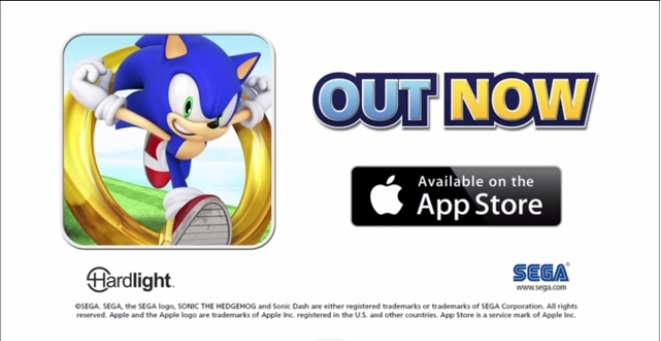 OUT NOW
Available on the
App Store
Hardlight
SEGA®
www.sega.com
©SEGA. SEGA, the SEGA logo, SONIC THE HEDGEHOG and Sonic Dash are either registered trademarks or trademarks of SEGA Corporation. All rights
reserved. Apple and the Apple logo are trademarks of Apple Inc. registered in the U.S. and other countries. App Store is a service mark of Apple Inc.